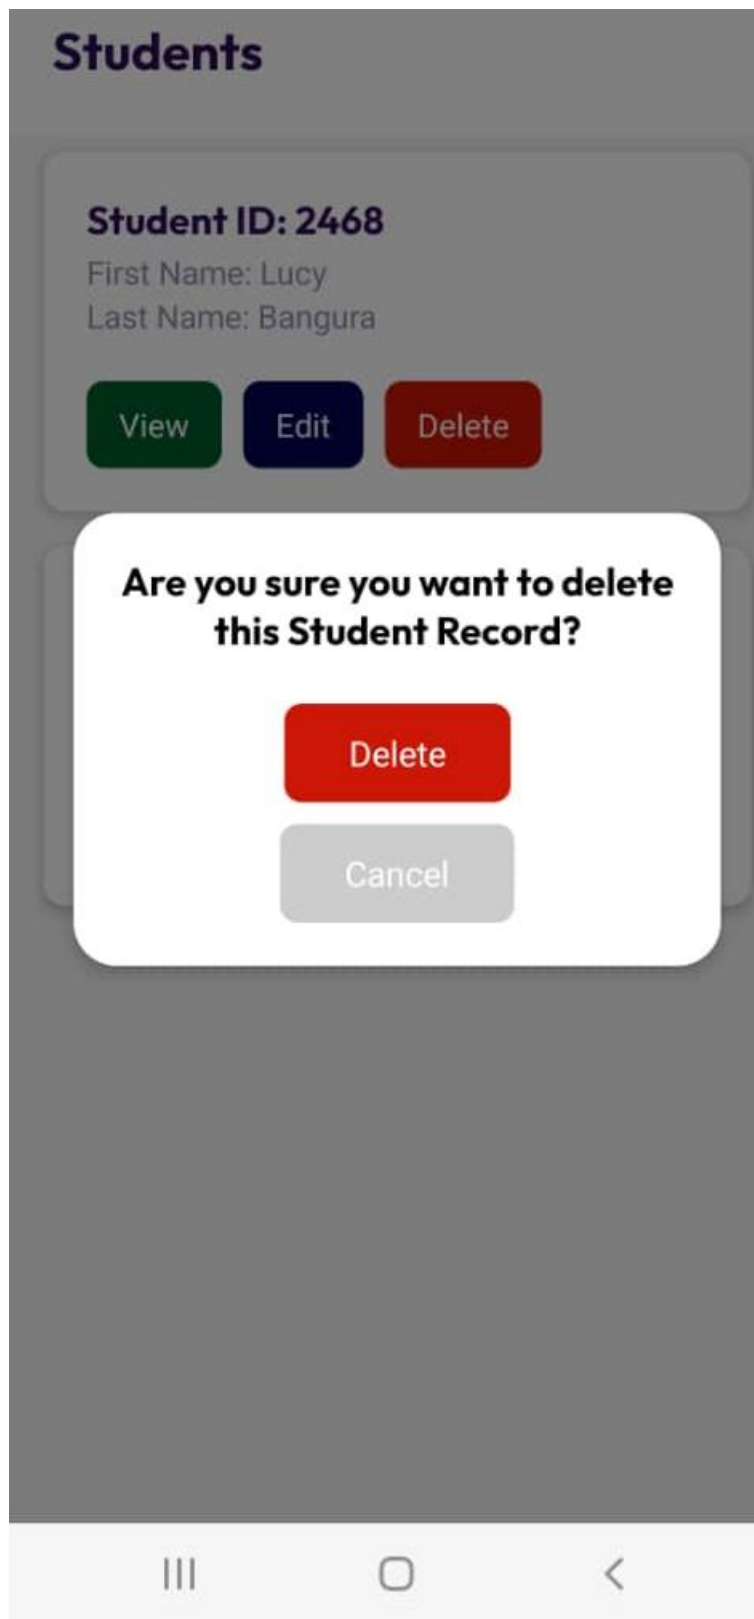 Students
Student ID: 2468
First Name: Lucy
Last Name: Bangura
View Edit Delete
Are you sure you want to delete
this Student Record?
Delete
Cancel